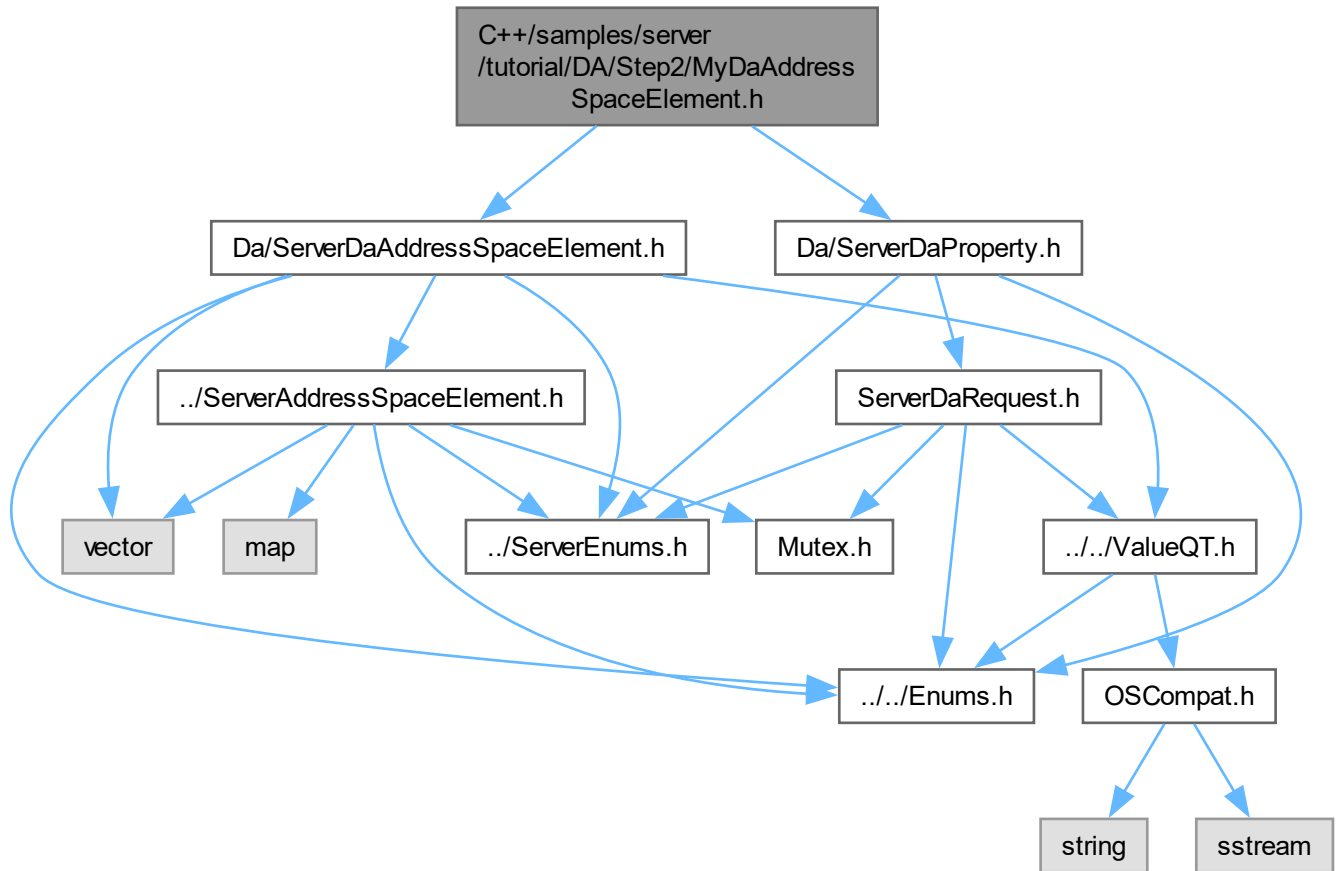 C++/samples/server
/tutorial/DA/Step2/MyDaAddress
SpaceElement.h
Da/ServerDaAddressSpaceElement.h
Da/ServerDaProperty.h
../ServerAddressSpaceElement.h
ServerDaRequest.h
vector
map
../ServerEnums.h
Mutex.h
../../ValueQT.h
../../Enums.h
OSCompat.h
string
sstream